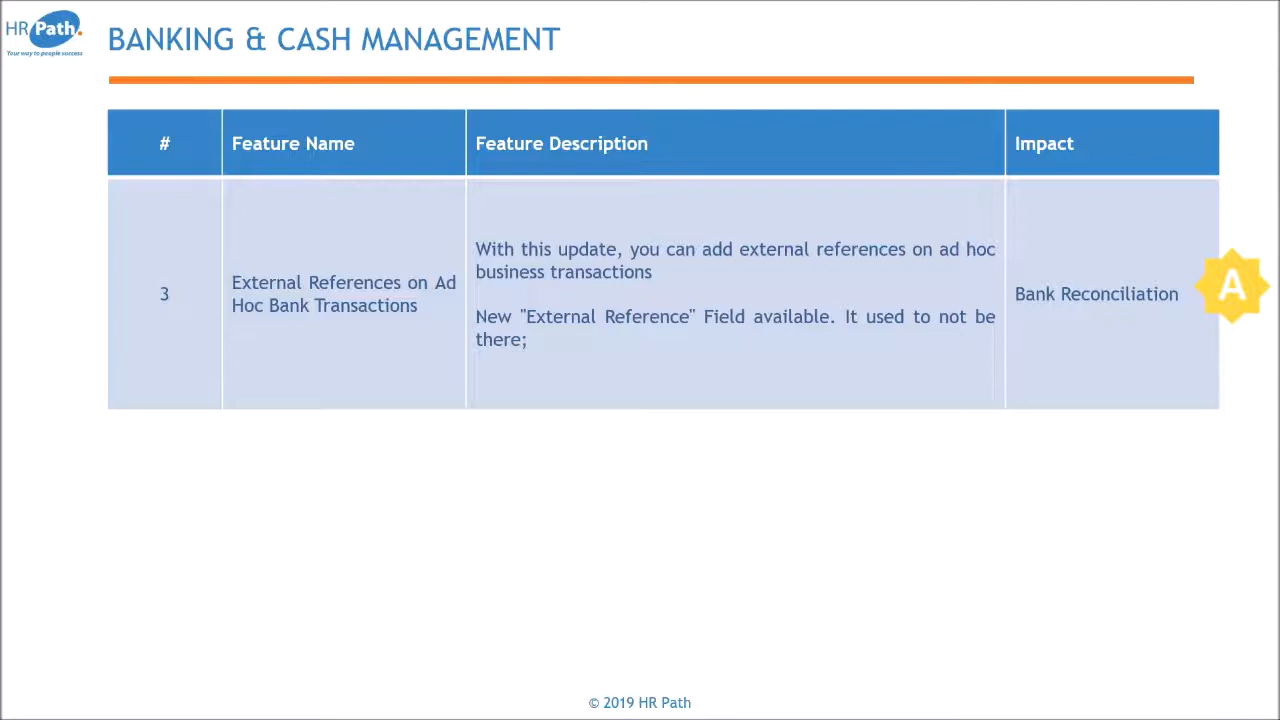 HR Path.
Your way to people success
BANKING & CASH MANAGEMENT
#
Feature Name
Feature Description
Impact
3
External References on Ad
Hoc Bank Transactions
With this update, you can add external references on ad hoc
business transactions
New "External Reference" Field available. It used to not be
there;
Bank Reconciliation
A
© 2019 HR Path